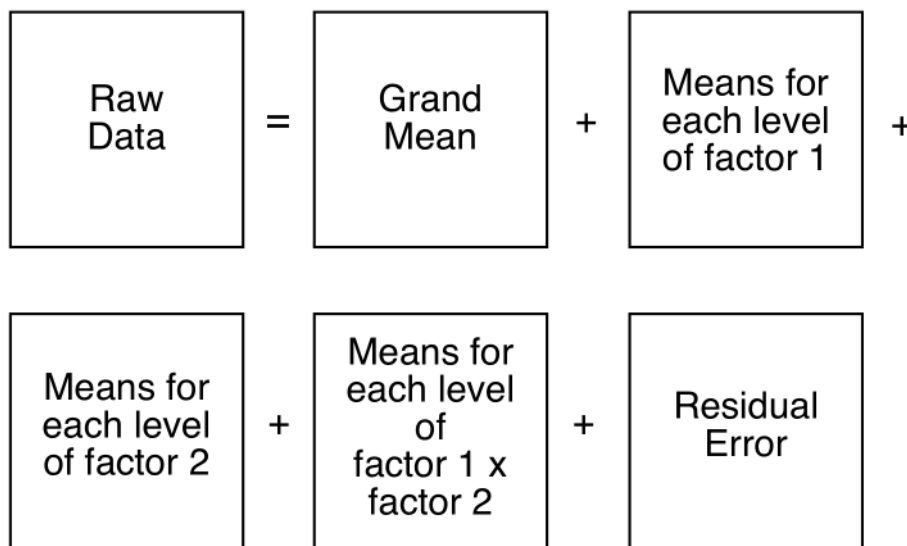 Raw
Data
=
Grand
Mean
+
Means for
each level
of factor 1
+
Means for
each level
of factor 2
+
Means for
each level
of
factor 1 x
factor 2
+
Residual
Error